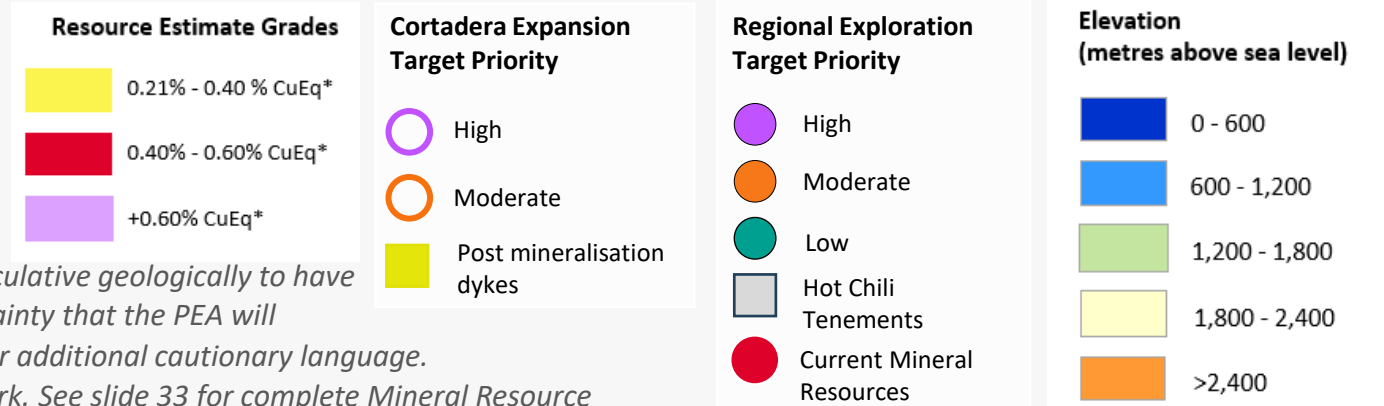 Resource Estimate Grades
0.21% - 0.40 % CuEq*
0.40% - 0.60% CuEq*
+0.60% CuEq*
culative geologically to have
ainty that the PEA will
r additional cautionary language.
rk. See slide 33 for complete Mineral Resource
Cortadera Expansion
Target Priority
High
Moderate
Post mineralisation
dykes
Regional Exploration
Target Priority
High
Moderate
Low
Hot Chili
Tenements
Current Mineral
Resources
Elevation
(metres above sea level)
0 - 600
600 - 1,200
1,200 - 1,800
1,800 - 2,400
>2,400